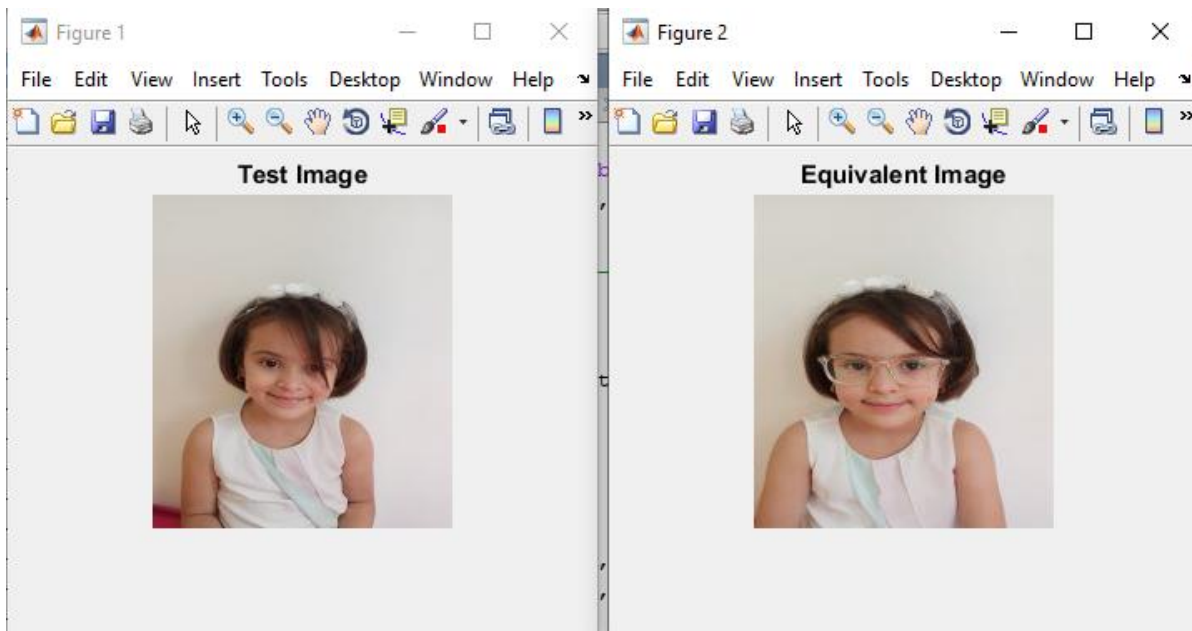 Figure 1
File Edit View Insert Tools Desktop Window Help
Test Image
Figure 2
File Edit View Insert Tools Desktop Window Help
Equivalent Image